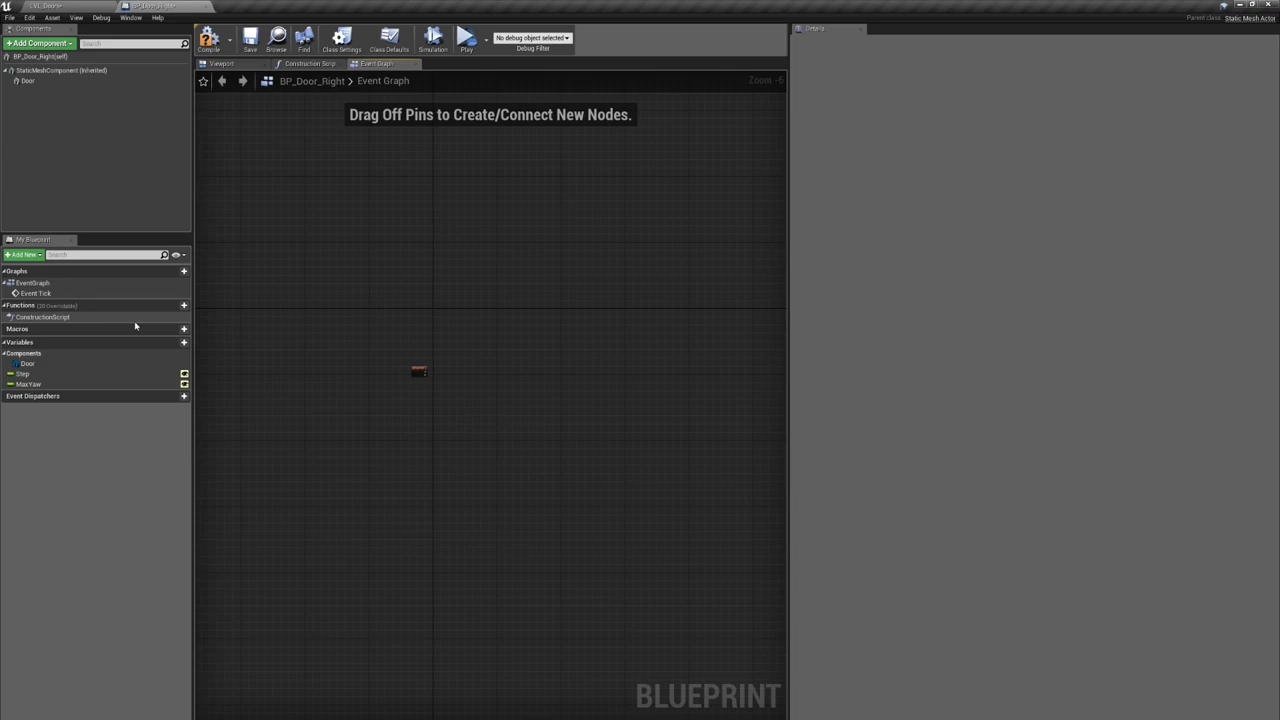 LVL_Doors•
BP_Door_Right•
File Edit Asset View Debug Window Help
Parent class: Static Mesh Actor
Components
+Add Component
Search
BP_Door_Right(self)
StaticMeshComponent (Inherited)
Door
Compile Save Browse Find Class Settings Class Defaults Simulation Play
No debug object selected
Debug Filter
Viewport Construction Scrip Event Graph
BP_Door_Right > Event Graph
Zoom -6
Drag Off Pins to Create/Connect New Nodes.
My Blueprint
+Add New
Search
Graphs
EventGraph
Event Tick
Functions (20 Overridable)
ConstructionScript
Macros
Variables
Components
Door
Step
MaxYaw
Event Dispatchers
Details
BLUEPRINT